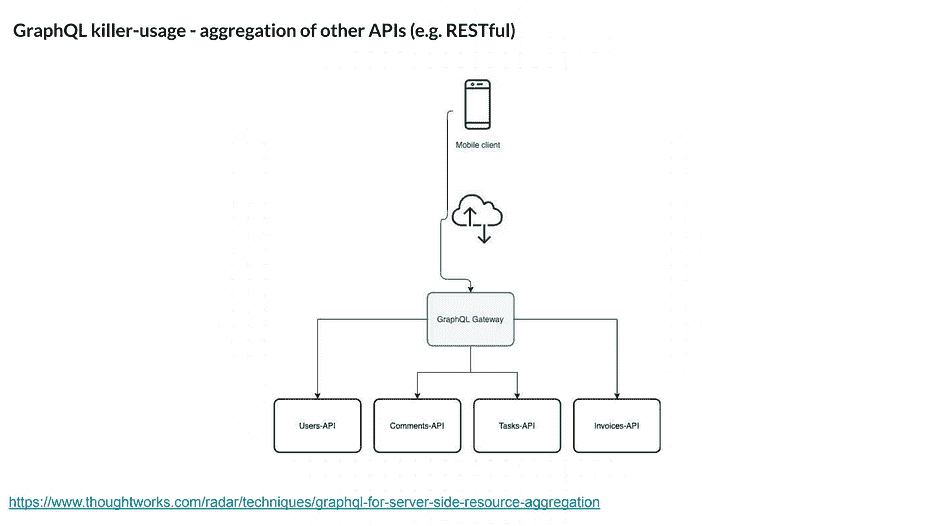 GraphQL killer-usage - aggregation of other APIs (e.g. RESTful)
Mobile client
GraphQL Gateway
Users-API
Comments-API
Tasks-API
Invoices-API
https://www.thoughtworks.com/radar/techniques/graphql-for-server-side-resource-aggregation